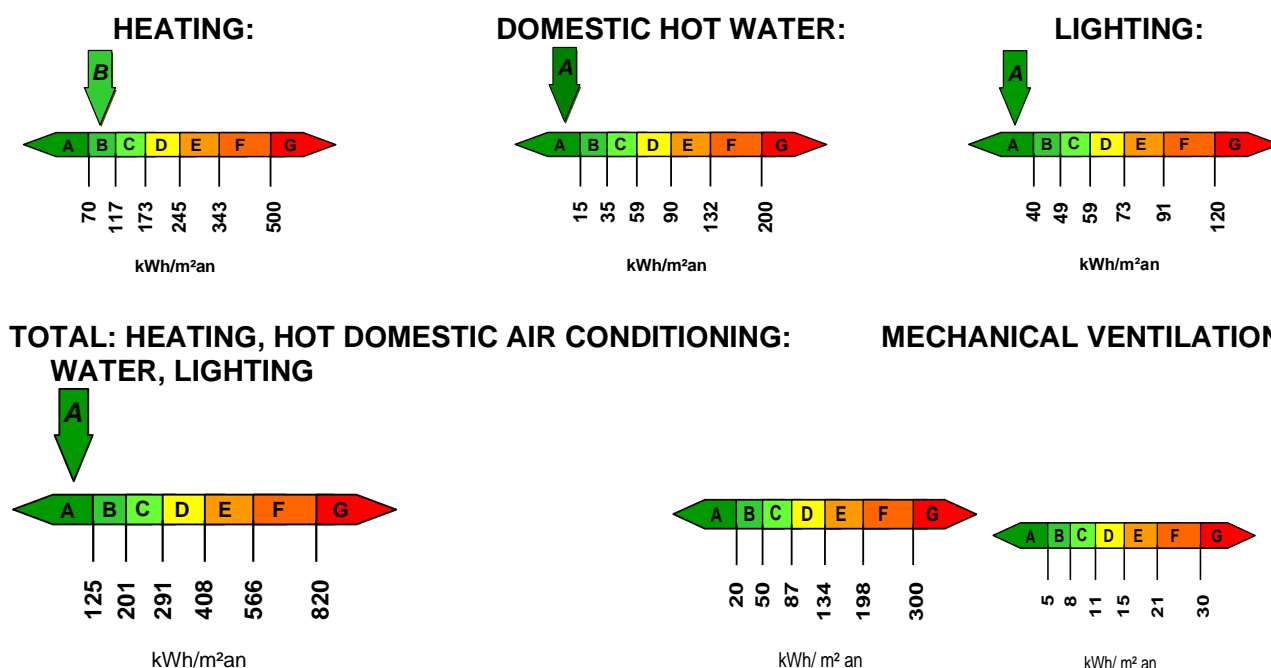 HEATING:
DOMESTIC HOT WATER:
LIGHTING:
B
A
A
A B C D E F G
A B C D E F G
A B C D E F G
70 117 173 245 343 500
15 35 59 90 132 200
40 49 59 73 91 120
kWh/m²an
kWh/m²an
kWh/m²an
TOTAL: HEATING, HOT DOMESTIC AIR CONDITIONING:
MECHANICAL VENTILATION
WATER, LIGHTING
A
A B C D E F G
A B C D E F G
A B C D E F G
125 201 291 408 566 820
20 50 87 134 198 300
5 8 11 15 21 30
kWh/m²an
kWh/ m² an
kWh/ m² an